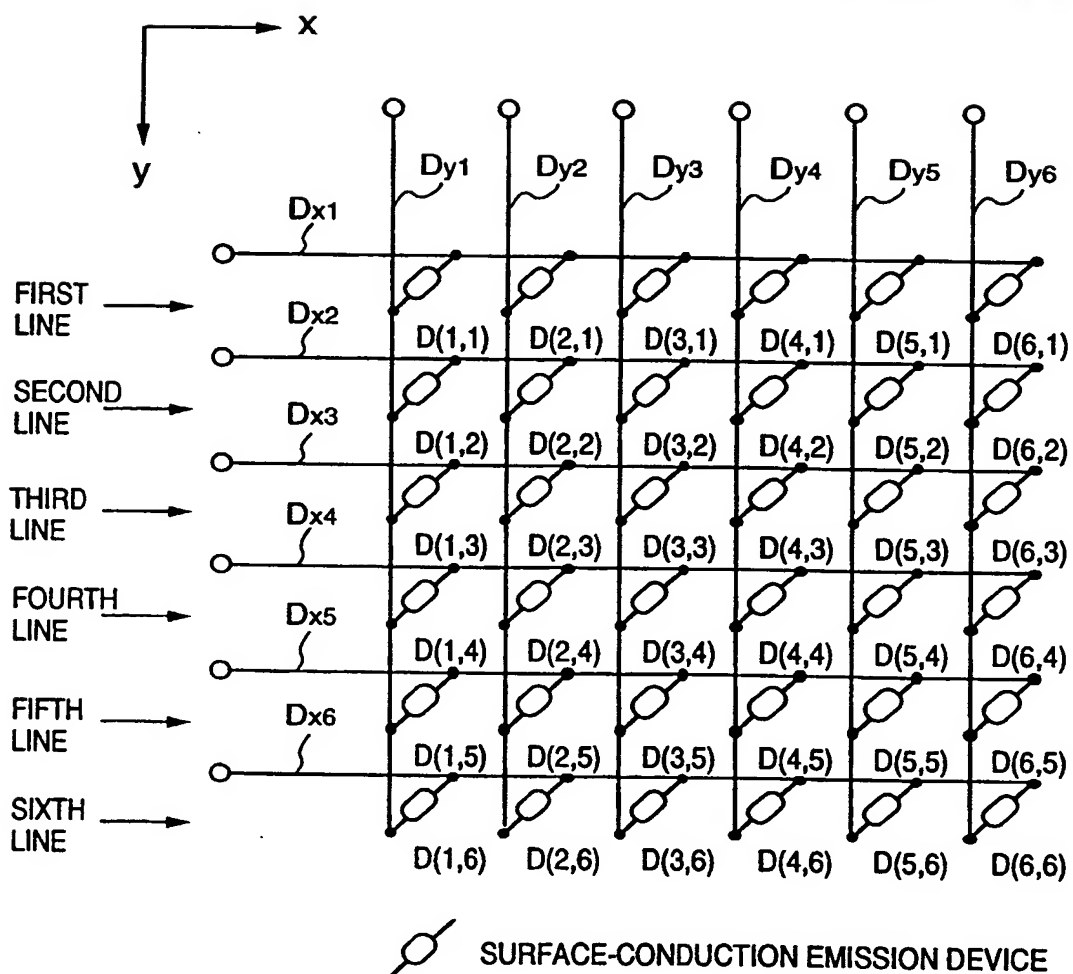 x
y
Dy1 Dy2 Dy3 Dy4 Dy5 Dy6
Dx1
FIRST
LINE
Dx2
D(1,1) D(2,1) D(3,1) D(4,1) D(5,1) D(6,1)
SECOND
LINE
Dx3
D(1,2) D(2,2) D(3,2) D(4,2) D(5,2) D(6,2)
THIRD
LINE
Dx4
D(1,3) D(2,3) D(3,3) D(4,3) D(5,3) D(6,3)
FOURTH
LINE
Dx5
D(1,4) D(2,4) D(3,4) D(4,4) D(5,4) D(6,4)
FIFTH
LINE
Dx6
D(1,5) D(2,5) D(3,5) D(4,5) D(5,5) D(6,5)
SIXTH
LINE
D(1,6) D(2,6) D(3,6) D(4,6) D(5,6) D(6,6)
SURFACE-CONDUCTION EMISSION DEVICE